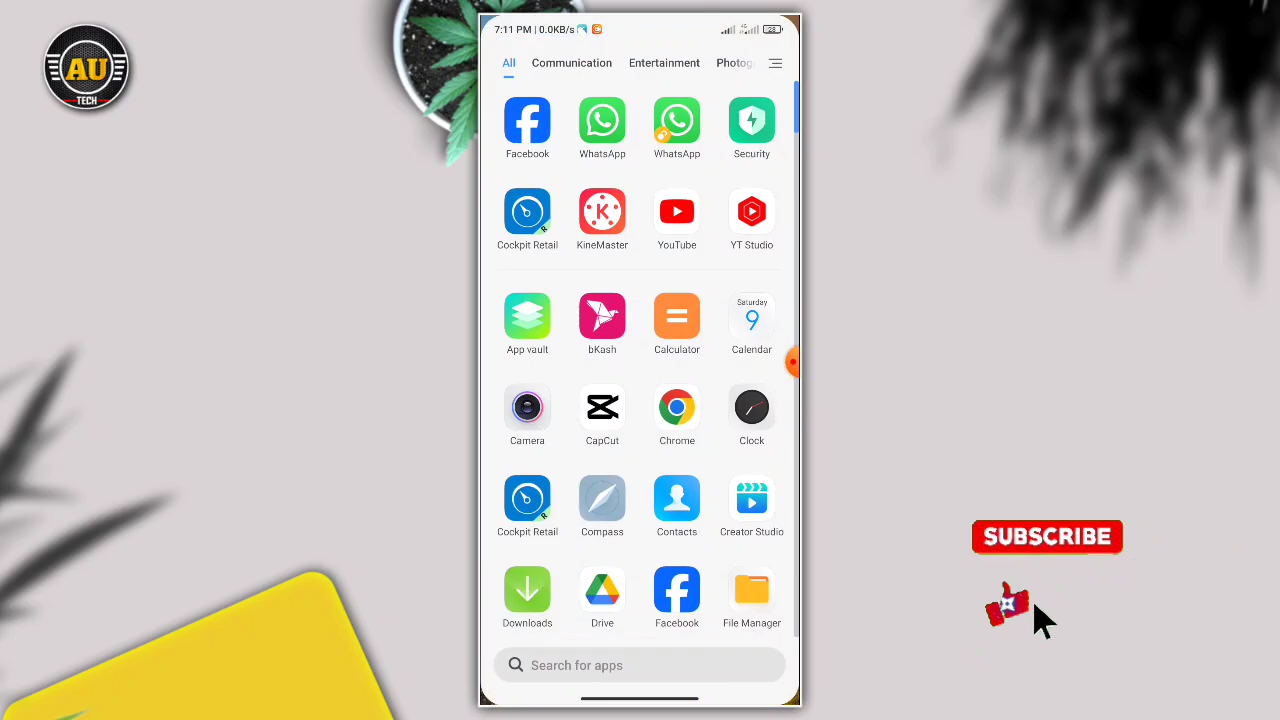 AU
TECH
7:11 PM | 0.0KB/s
28
All Communication Entertainment Photog
Facebook WhatsApp WhatsApp Security
Cockpit Retail KineMaster YouTube YT Studio
Saturday
9
App vault bKash Calculator Calendar
Camera CapCut Chrome Clock
Cockpit Retail Compass Contacts Creator Studio
Downloads Drive Facebook File Manager
Search for apps
SUBSCRIBE